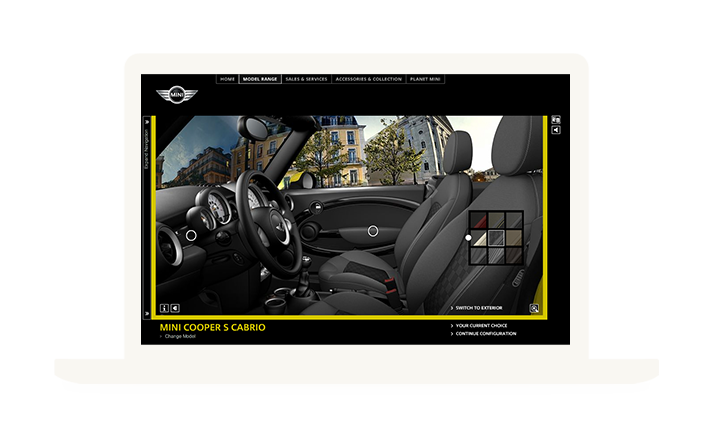 HOME
MODEL RANGE
SALES & SERVICES
ACCESSORIES & COLLECTION
PLANET MINI
MINI
Expand Navigation
SWITCH TO EXTERIOR
MINI COOPER S CABRIO
Change Model
YOUR CURRENT CHOICE
CONTINUE CONFIGURATION